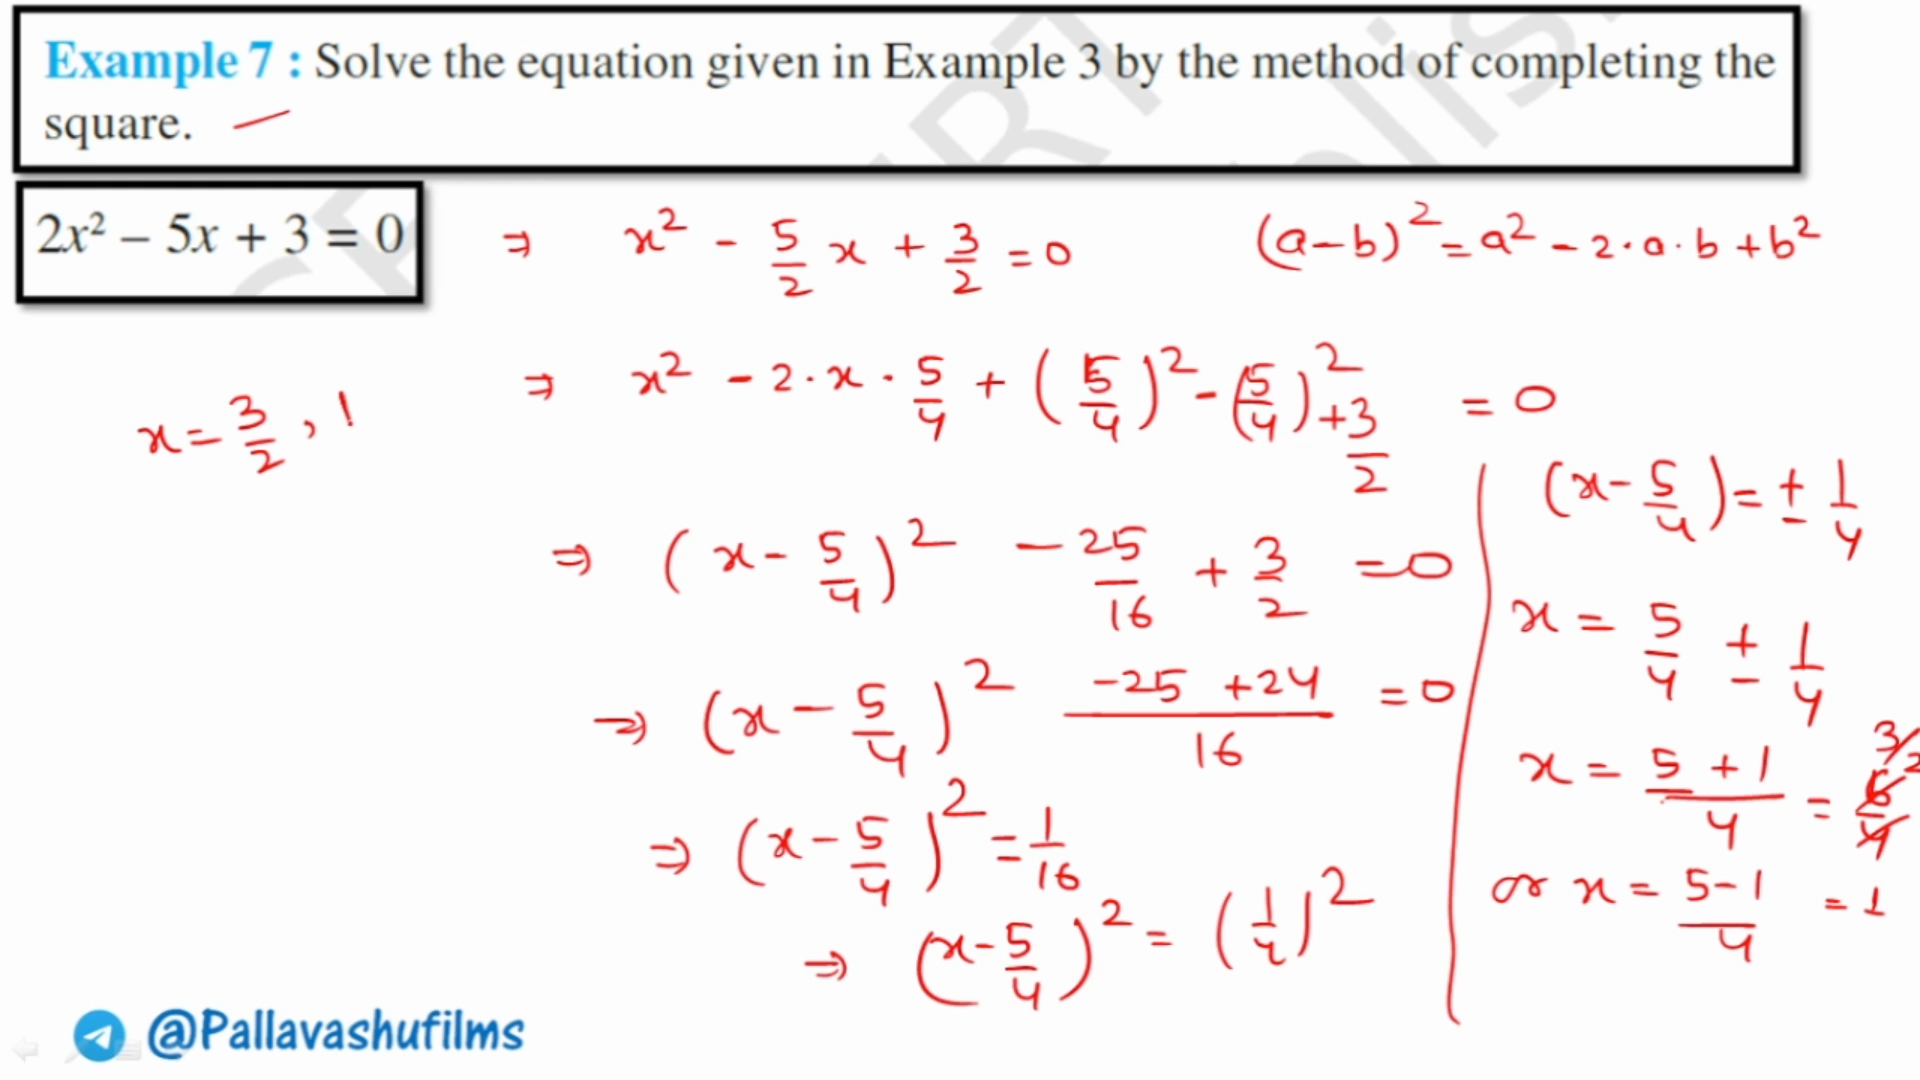 Example 7 : Solve the equation given in Example 3 by the method of completing the
square.
2x² – 5x + 3 = 0
⇒ x² - 5/2 x + 3/2 = 0
(a-b)² = a² - 2·a·b + b²
⇒ x² - 2·x·5/4 + (5/4)² - (5/4)² + 3/2 = 0
x = 3/2, 1
⇒ (x - 5/4)² - 25/16 + 3/2 = 0
⇒ (x - 5/4)² -25 +24/16 = 0
⇒ (x - 5/4)² = 1/16
⇒ (x - 5/4)² = (1/4)²
(x - 5/4) = ± 1/4
x = 5/4 ± 1/4
x = 5 + 1/4 = 6/4 3/2
or x = 5-1/4 = 1
@Pallavashufilms